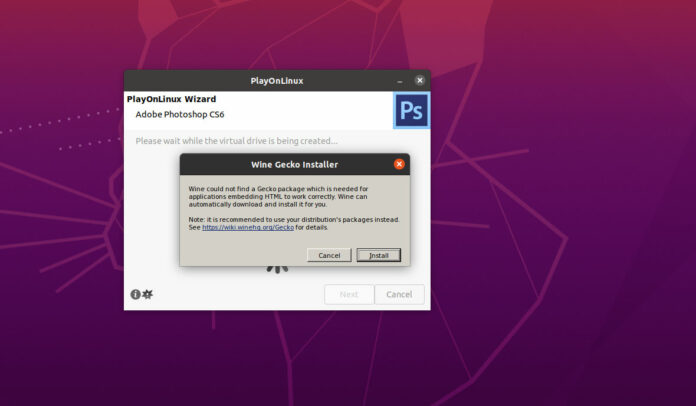 PlayOnLinux
PlayOnLinux Wizard
Adobe Photoshop CS6
Ps
Please wait while the virtual drive is being created...
Wine Gecko Installer
Wine could not find a Gecko package which is needed for
applications embedding HTML to work correctly. Wine can
automatically download and install it for you.
Note: it is recommended to use your distribution's packages instead.
See https://wiki.winehq.org/Gecko for details.
Cancel Install
Next Cancel